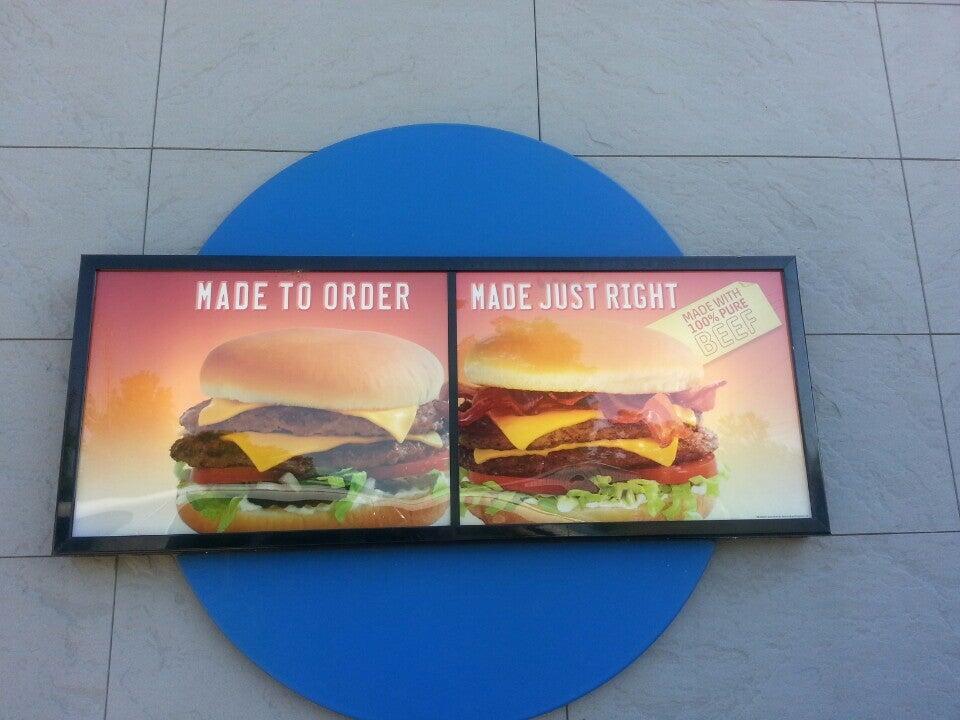 MADE TO ORDER
MADE JUST RIGHT
MADE WITH
100% PURE
BEEF